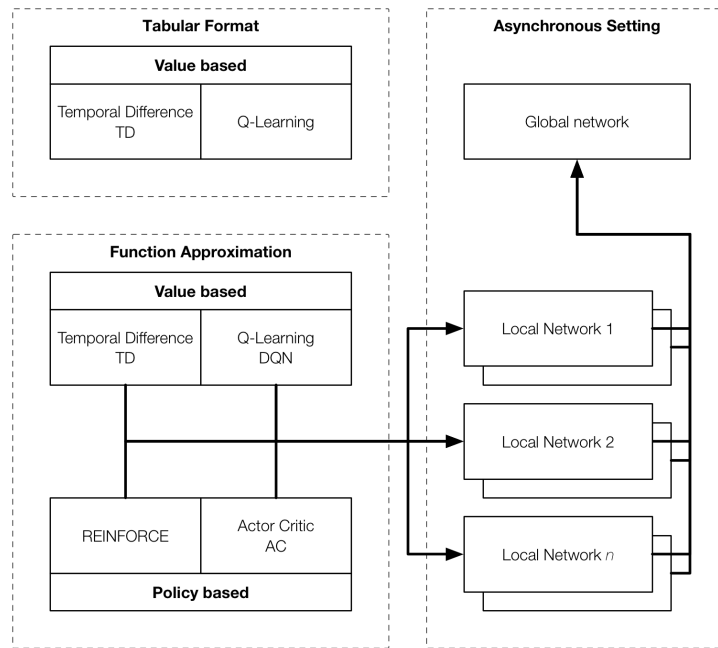 Tabular Format
Value based
Temporal Difference
TD
Q-Learning
Function Approximation
Value based
Temporal Difference
TD
Q-Learning
DQN
REINFORCE
Actor Critic
AC
Policy based
Asynchronous Setting
Global network
Local Network 1
Local Network 2
Local Network n